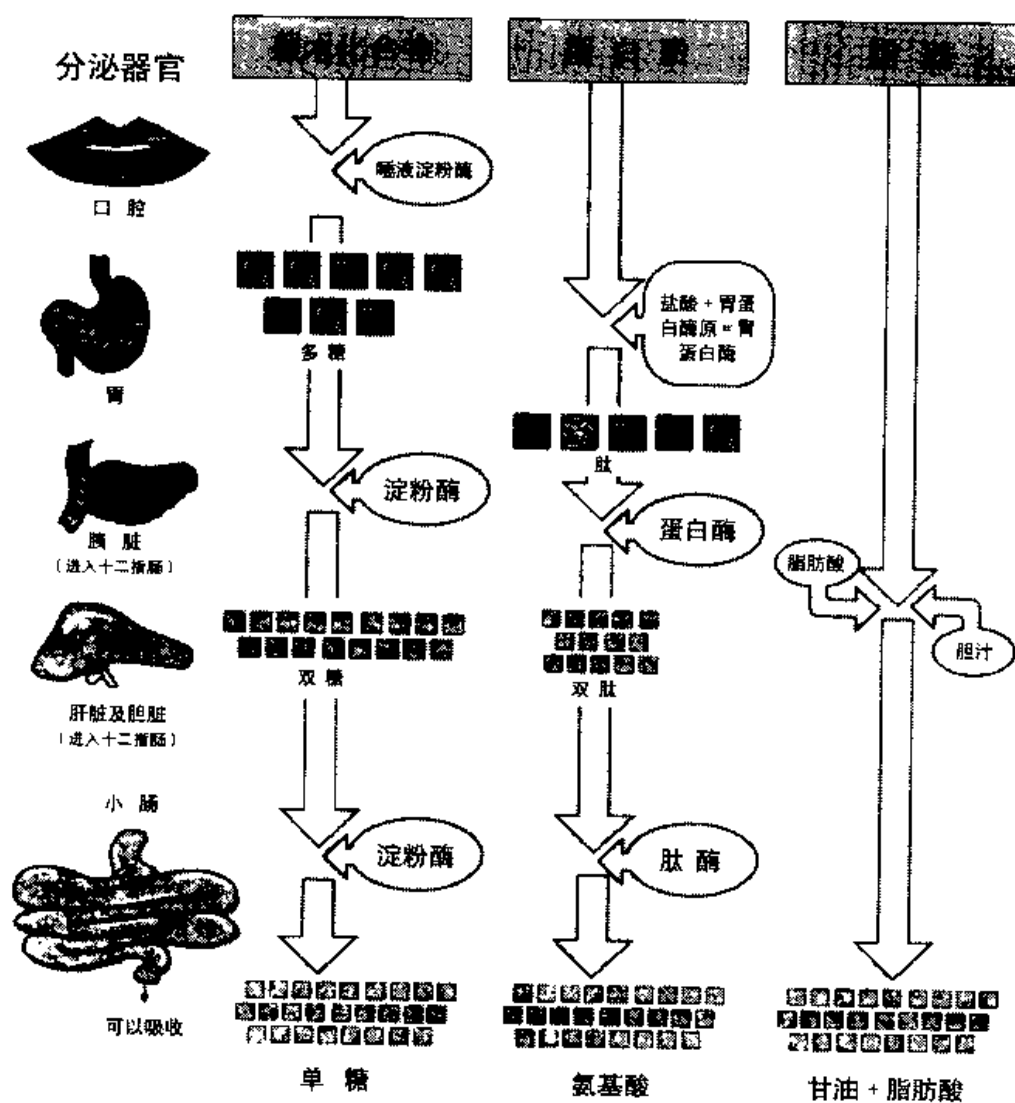 分泌器官
唾液淀粉酶
口腔
盐酸 + 胃蛋
白酶原 = 胃
蛋白酶
多糖
胃
肽
淀粉酶
蛋白酶
胰脏
（进入十二指肠）
脂肪酸
胆汁
双糖
双肽
肝脏及胆脏
（进入十二指肠）
小肠
淀粉酶
肽酶
可以吸收
单糖
氨基酸
甘油 + 脂肪酸